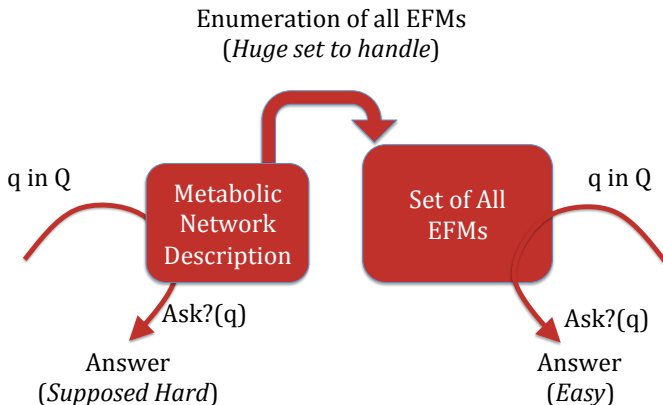 Enumeration of all EFMs
(Huge set to handle)
q in Q
Metabolic
Network
Description
Ask?(q)
Answer
(Supposed Hard)
Set of All
EFMs
q in Q
Ask?(q)
Answer
(Easy)